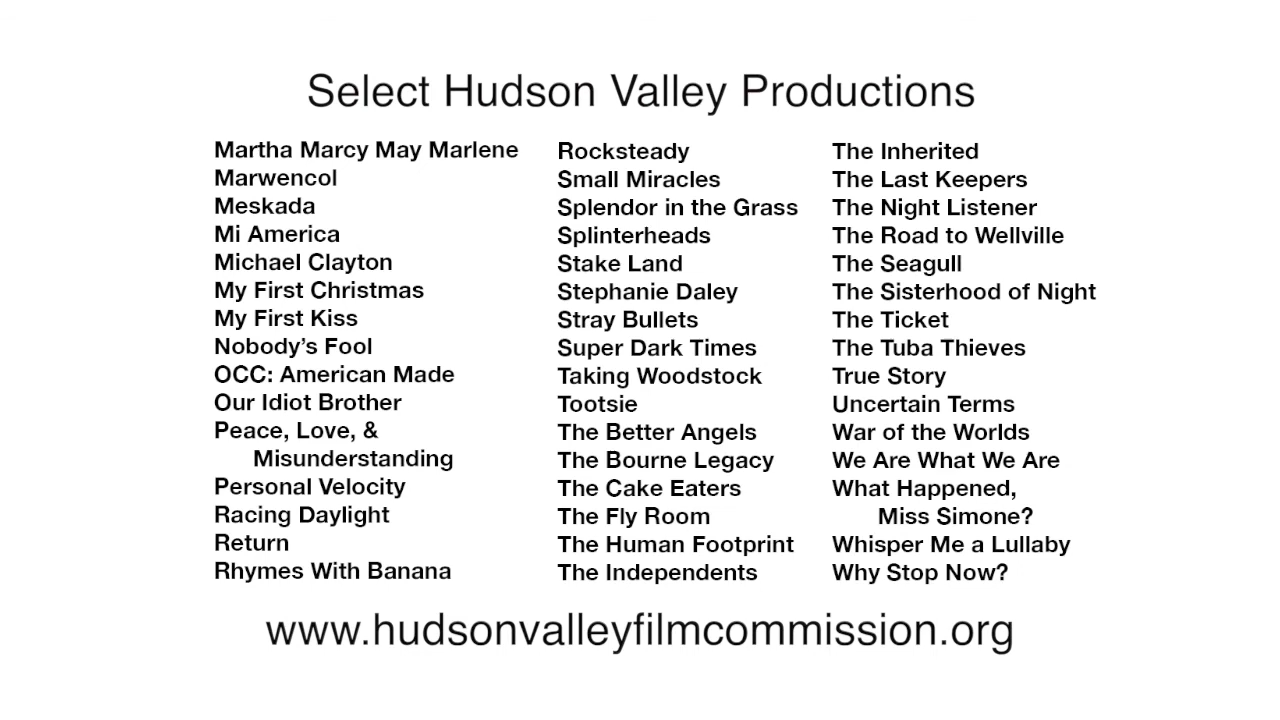 Select Hudson Valley Productions
Martha Marcy May Marlene
Marwencol
Meskada
Mi America
Michael Clayton
My First Christmas
My First Kiss
Nobody’s Fool
OCC: American Made
Our Idiot Brother
Peace, Love, &
Misunderstanding
Personal Velocity
Racing Daylight
Return
Rhymes With Banana
Rocksteady
Small Miracles
Splendor in the Grass
Splinterheads
Stake Land
Stephanie Daley
Stray Bullets
Super Dark Times
Taking Woodstock
Tootsie
The Better Angels
The Bourne Legacy
The Cake Eaters
The Fly Room
The Human Footprint
The Independents
The Inherited
The Last Keepers
The Night Listener
The Road to Wellville
The Seagull
The Sisterhood of Night
The Ticket
The Tuba Thieves
True Story
Uncertain Terms
War of the Worlds
We Are What We Are
What Happened,
Miss Simone?
Whisper Me a Lullaby
Why Stop Now?
www.hudsonvalleyfilmcommission.org